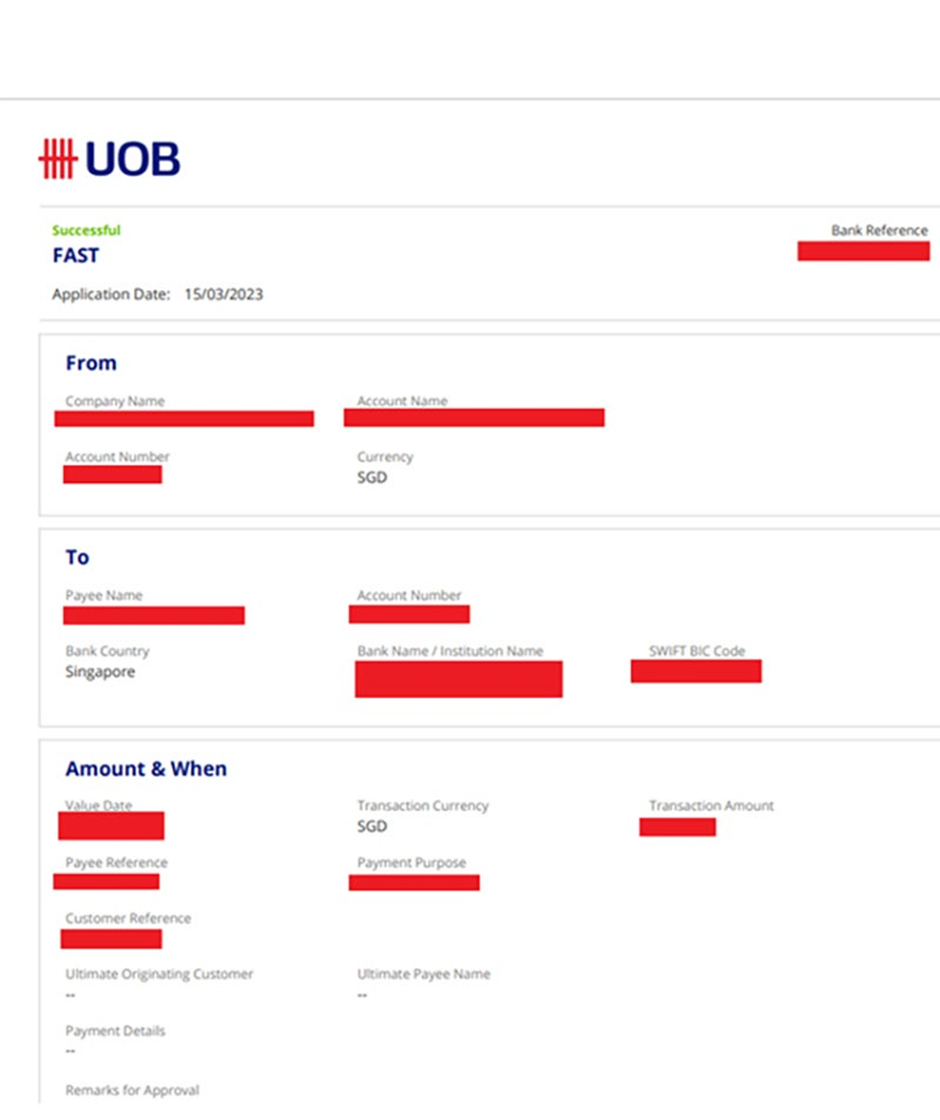 UOB
Successful
FAST
Bank Reference
Application Date: 15/03/2023
From
Company Name Account Name
Account Number Currency
SGD
To
Payee Name Account Number
Bank Country Bank Name / Institution Name SWIFT BIC Code
Singapore
Amount & When
Value Date Transaction Currency Transaction Amount
SGD
Payee Reference Payment Purpose
Customer Reference
Ultimate Originating Customer Ultimate Payee Name
-- --
Payment Details
--
Remarks for Approval